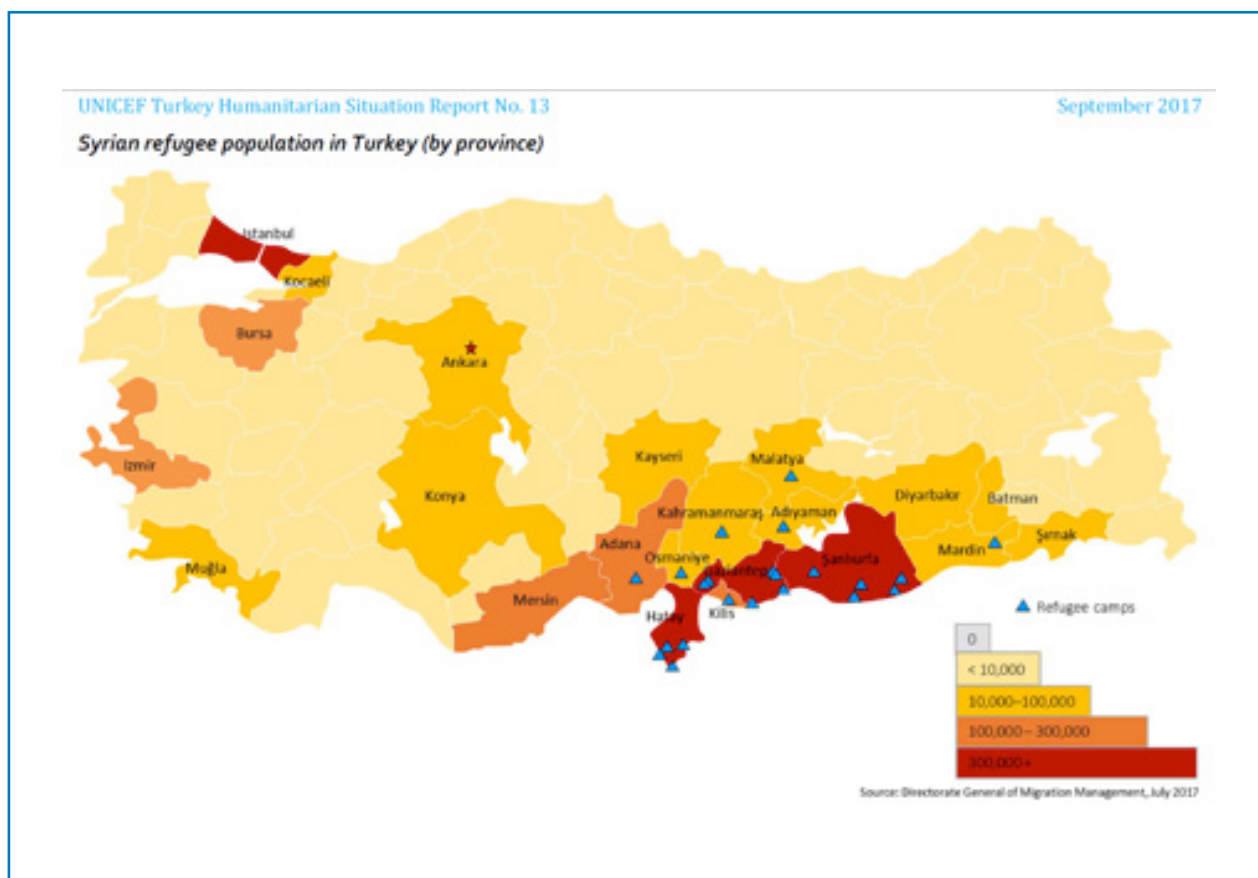 UNICEF Turkey Humanitarian Situation Report No. 13
September 2017
Syrian refugee population in Turkey (by province)
Istanbul
Kocaeli
Bursa
Ankara
Izmir
Kayseri
Malatya
Konya
Diyarbakır
Batman
Kahramanmaraş
Adıyaman
Adana
Şırnak
Osmaniye
Mardin
Gaziantep
Şanlıurfa
Muğla
Mersin
Hatay
Kilis
Refugee camps
0
< 10,000
10,000–100,000
100,000 – 300,000
300,000 +
Source: Directorate General of Migration Management, July 2017